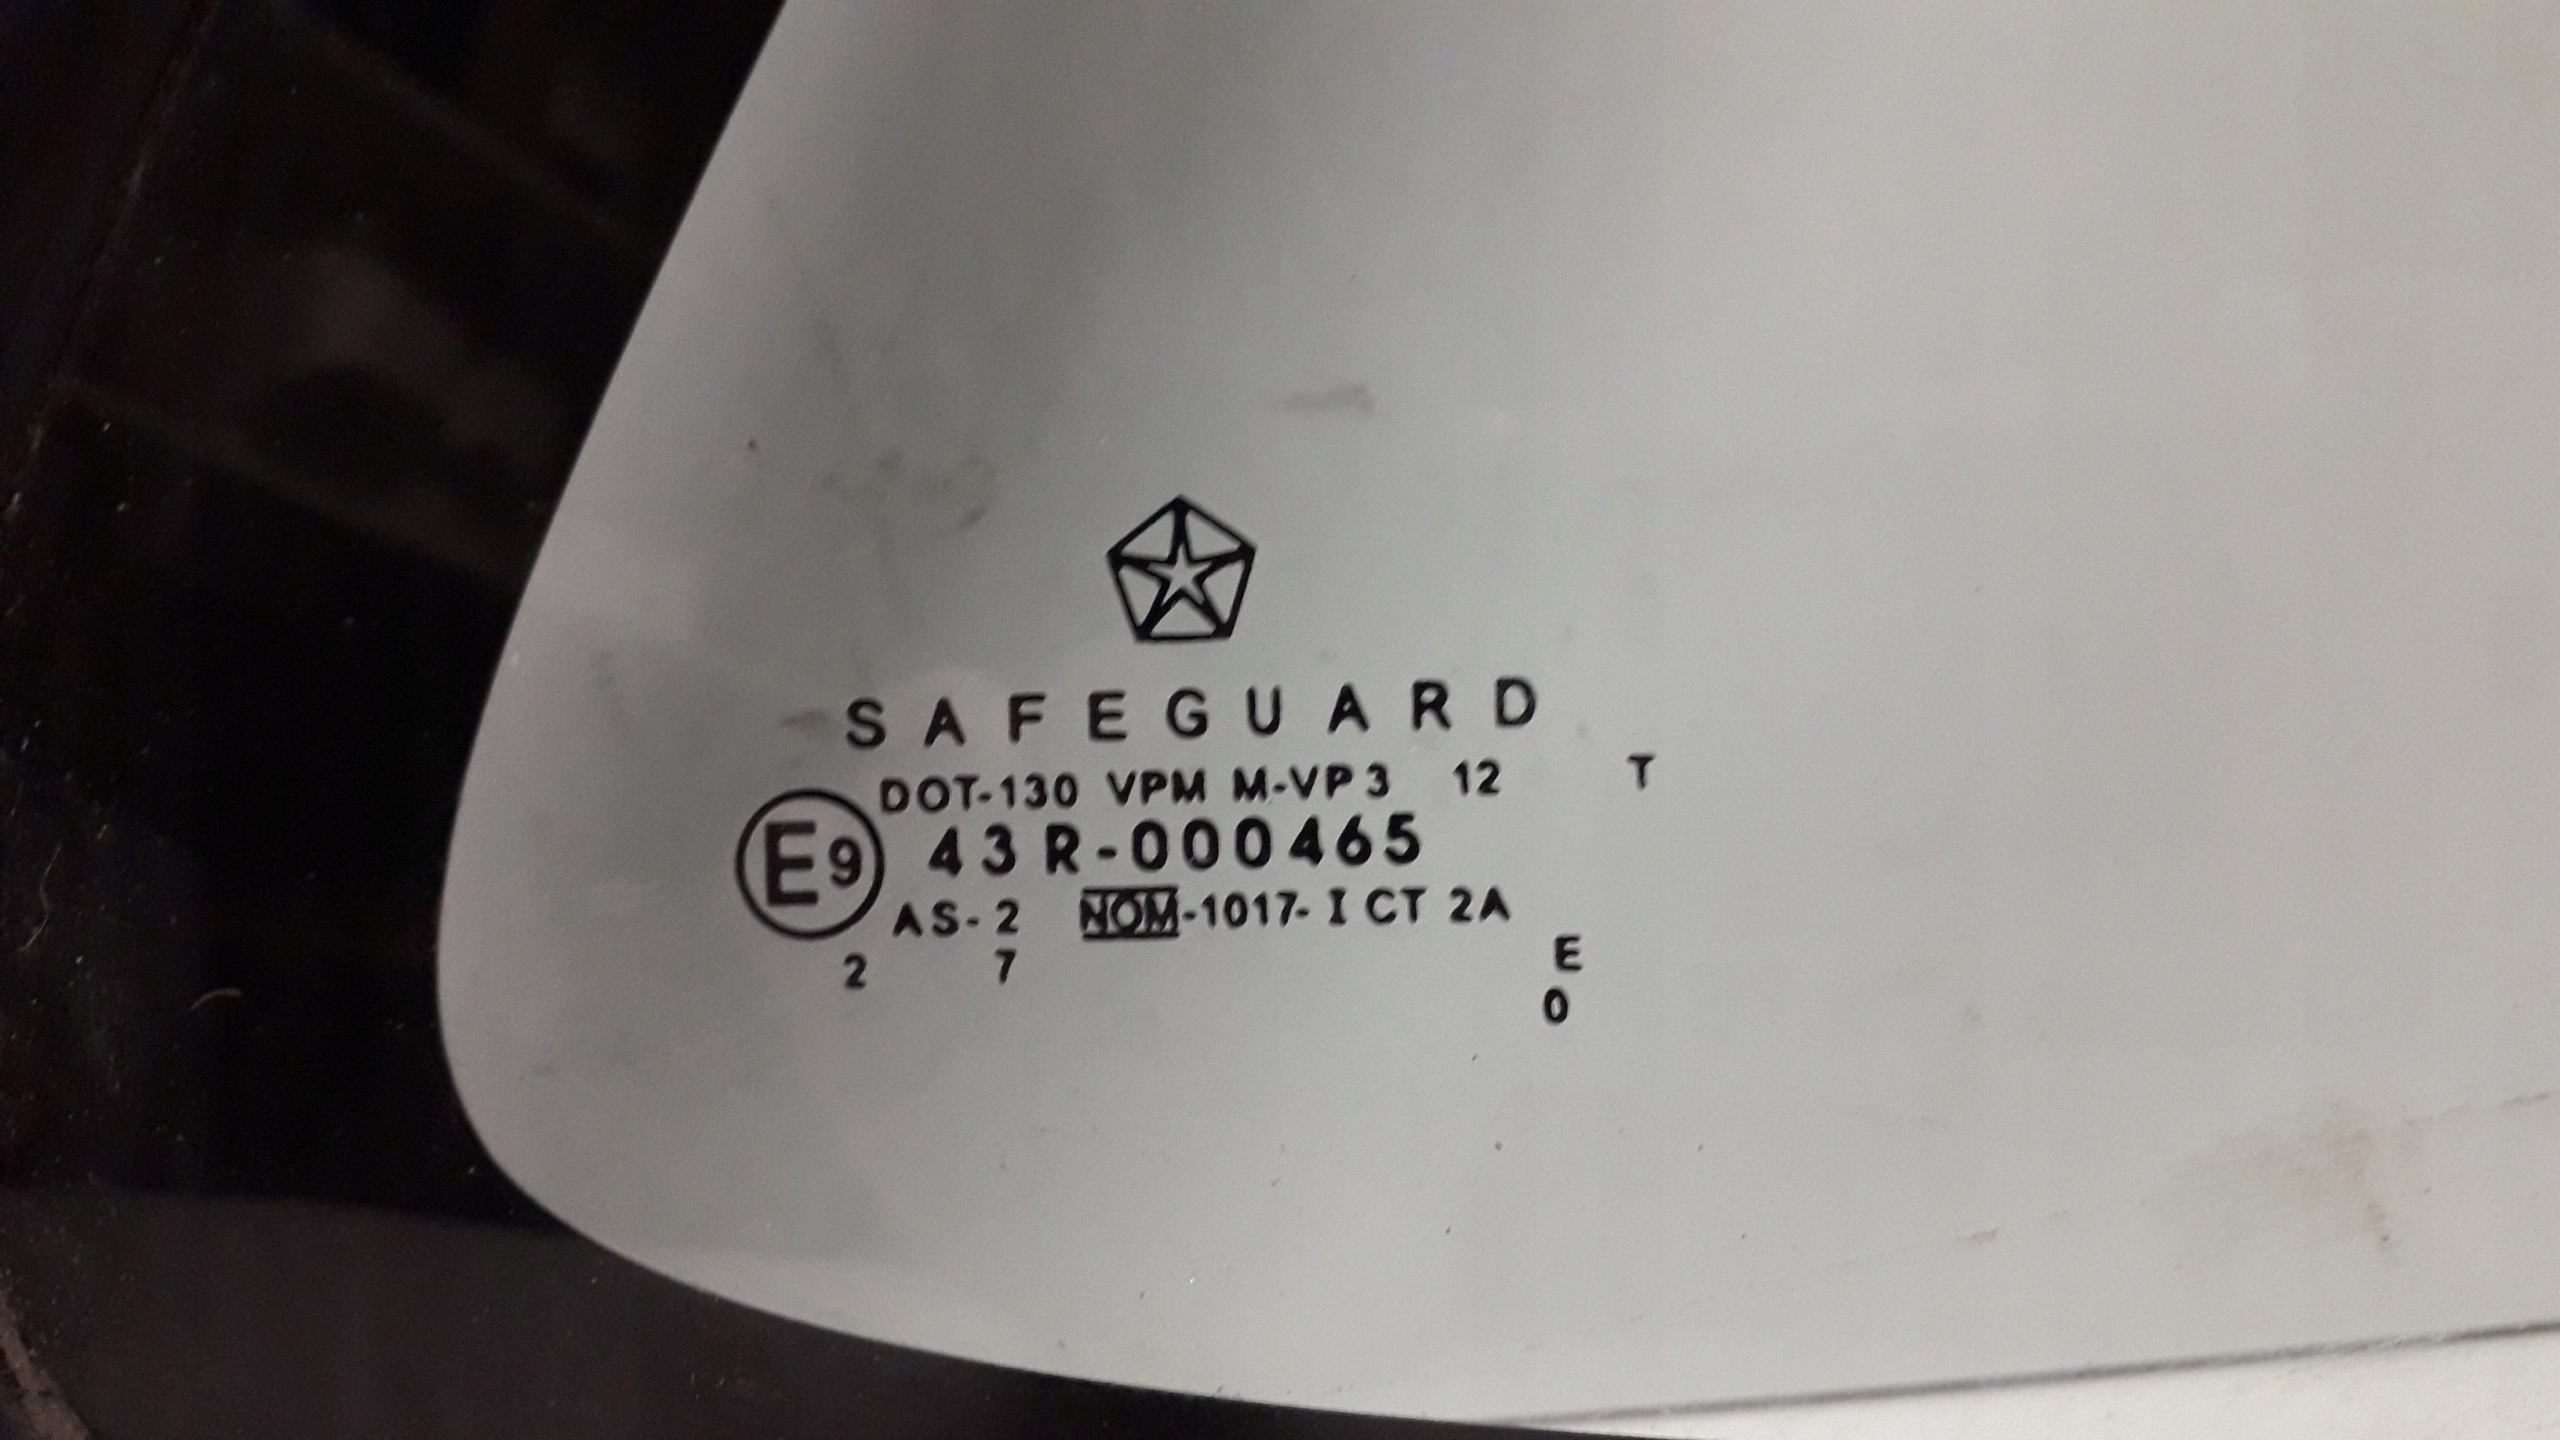 SAFEGUARD
DOT-130 VPM M-VP3 12 T
E9 43R-000465
AS-2 NOM-1017-I CT 2A
2 7 E
0